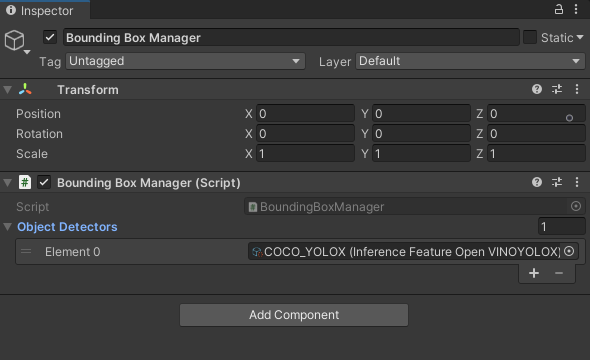 Inspector
Bounding Box Manager Static
Tag Untagged Layer Default
Transform
Position X 0 Y 0 Z 0
Rotation X 0 Y 0 Z 0
Scale X 1 Y 1 Z 1
# Bounding Box Manager (Script)
Script # BoundingBoxManager
Object Detectors 1
Element 0 COCO_YOLOX (Inference Feature Open VINOYOLOX)
+ −
Add Component